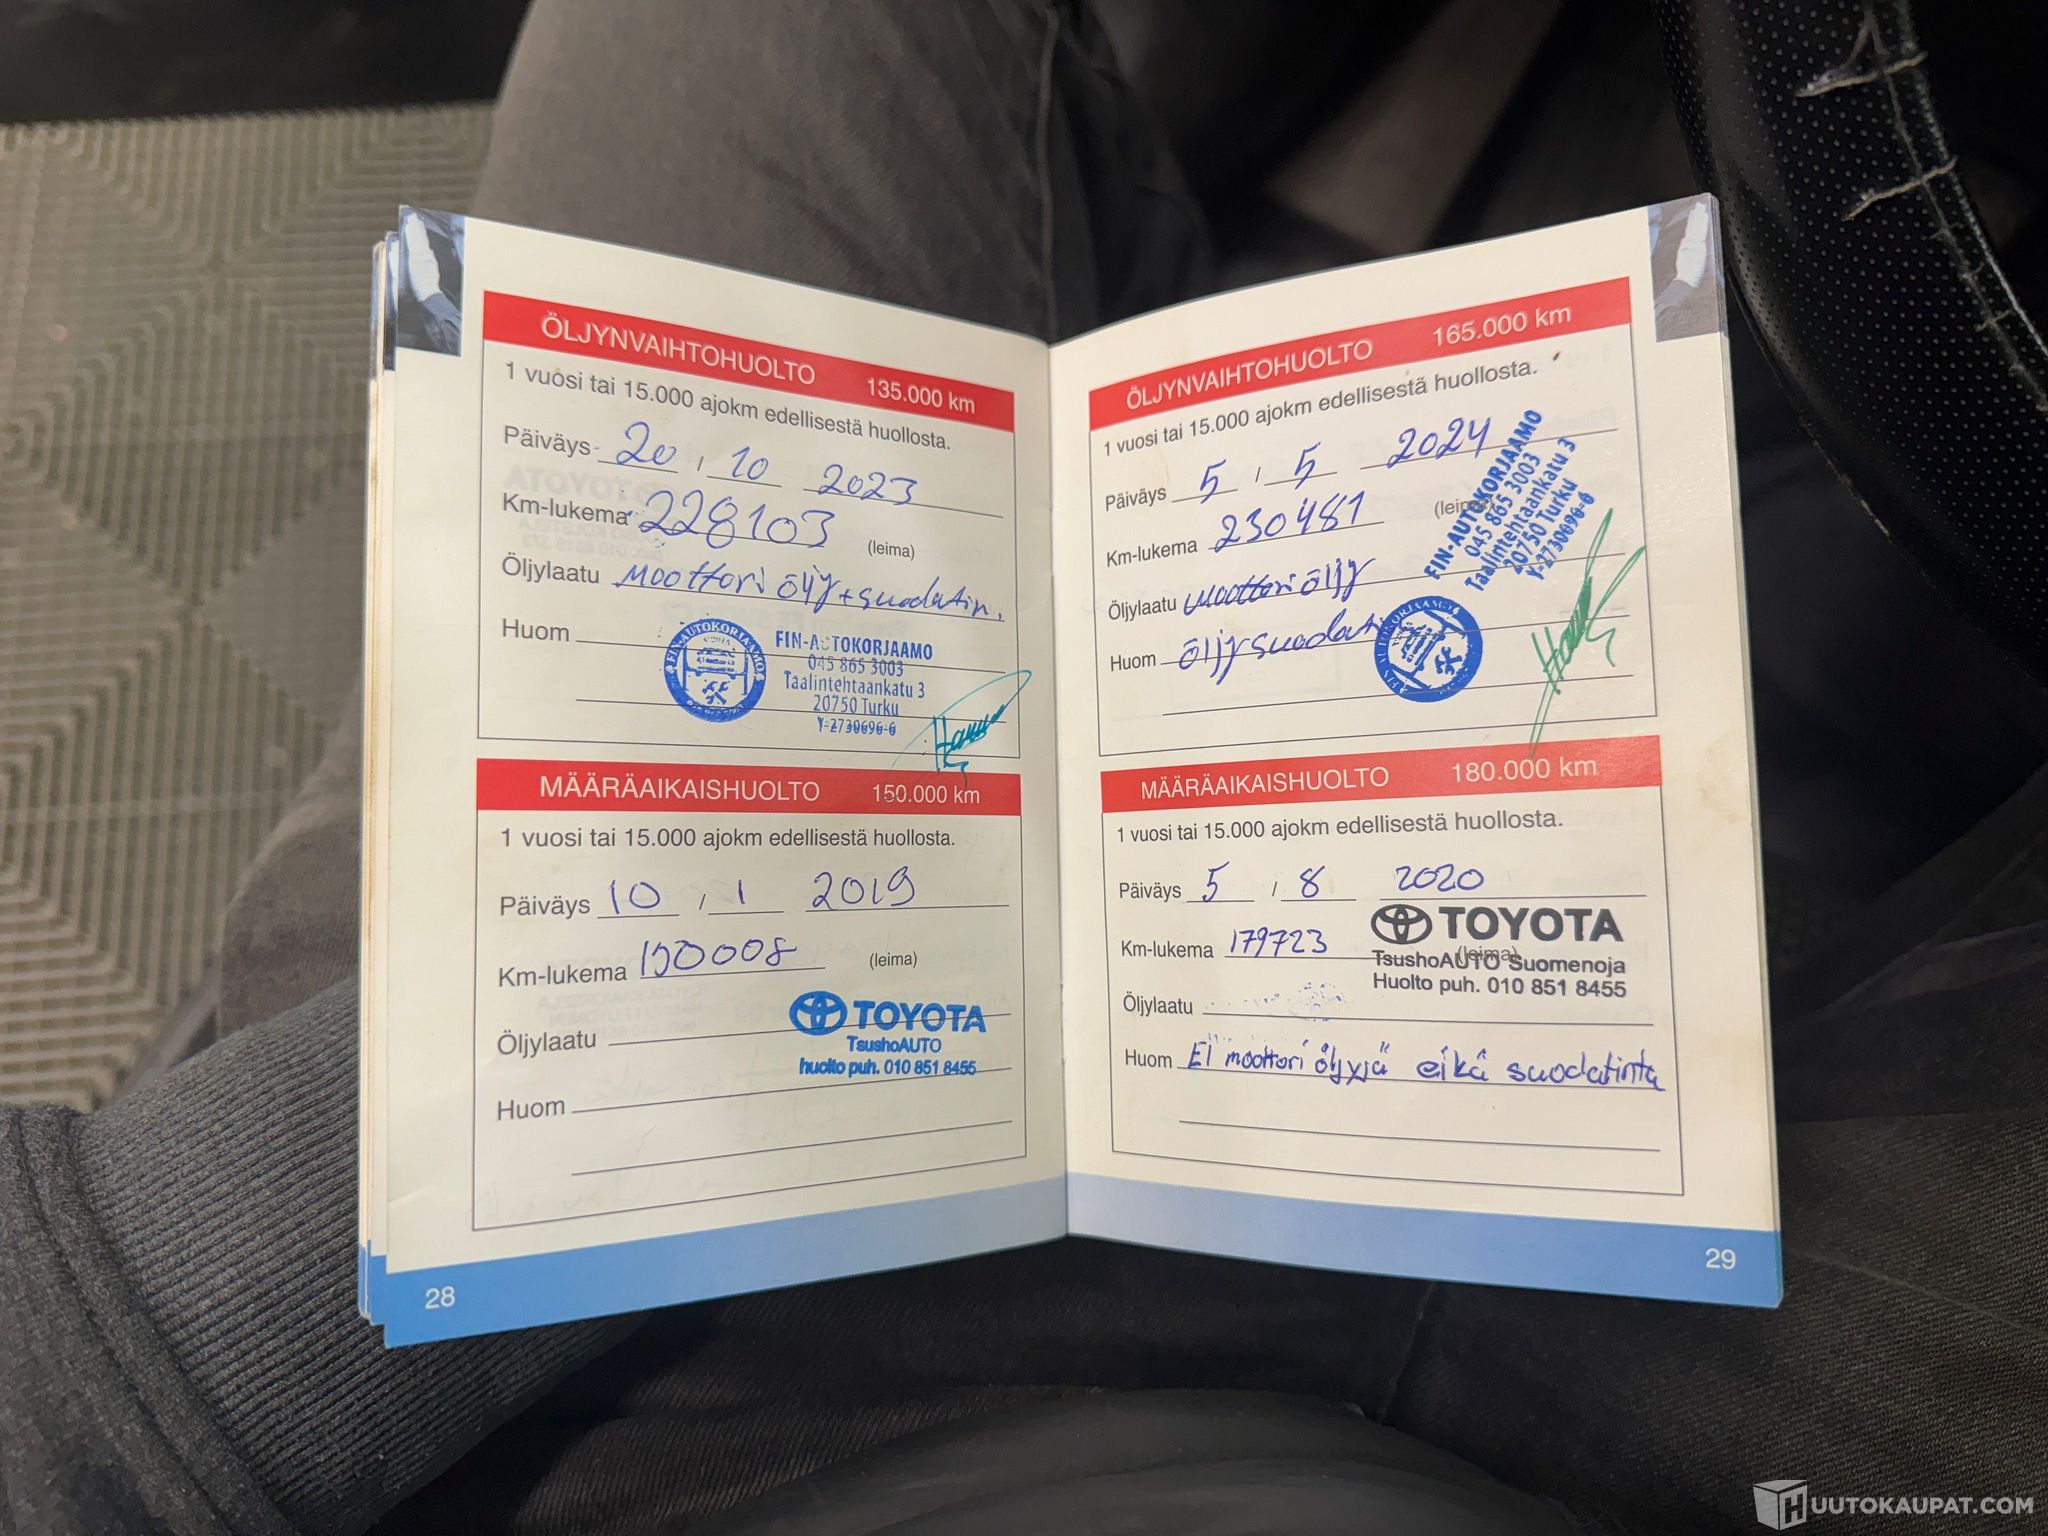 ÖLJYNVAIHTOHUOLTO 135.000 km
1 vuosi tai 15.000 ajokm edellisestä huollosta.
Päiväys 20 / 10 2023
Km-lukema 228103
(leima)
Öljylaatu Moottori öljy + suodatin.
Huom
FIN-AUTOKORJAAMO
FIN-AUTOKORJAAMO
045 865 3003
Taalintehtaankatu 3
20750 Turku
Y-2730696-6
MÄÄRÄAIKAISHUOLTO 150.000 km
1 vuosi tai 15.000 ajokm edellisestä huollosta.
Päiväys 10 / 1 2019
Km-lukema 150008
(leima)
Öljylaatu
TOYOTA
TsushoAUTO
huolto puh. 010 851 8455
Huom
28
ÖLJYNVAIHTOHUOLTO 165.000 km
1 vuosi tai 15.000 ajokm edellisestä huollosta.
Päiväys 5 / 5 2024
Km-lukema 230481
(leima)
Öljylaatu Moottori öljy
Huom öljysuodatin
FIN-AUTOKORJAAMO
045 865 3003
Taalintehtaankatu 3
20750 Turku
Y-2730696-6
FIN-AUTOKORJAAMO
MÄÄRÄAIKAISHUOLTO 180.000 km
1 vuosi tai 15.000 ajokm edellisestä huollosta.
Päiväys 5 / 8 2020
Km-lukema 179723
(leima)
TOYOTA
TsushoAUTO Suomenoja
Huolto puh. 010 851 8455
Öljylaatu
Huom Ei moottori öljyjä eikä suodatinta
29
HUUTOKAUPAT.COM